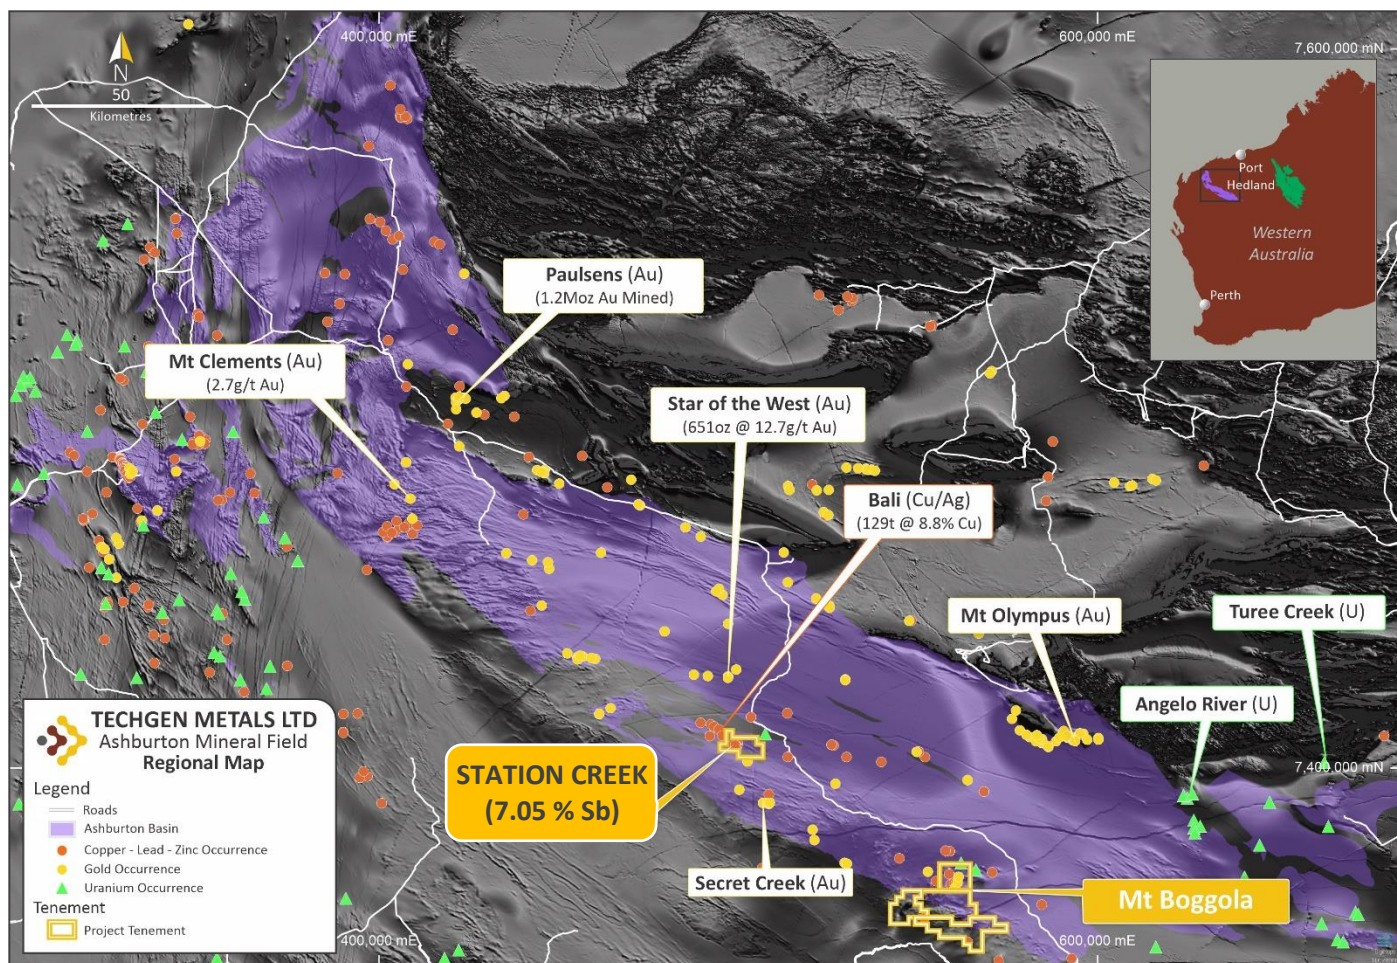 400,000 mE
600,000 mE
7,600,000 mN
N
50
Kilometres
Port
Hedland
Western
Australia
Perth
Paulsens (Au)
(1.2Moz Au Mined)
Mt Clements (Au)
(2.7g/t Au)
Star of the West (Au)
(651oz @ 12.7g/t Au)
Bali (Cu/Ag)
(129t @ 8.8% Cu)
Mt Olympus (Au)
Turee Creek (U)
Angelo River (U)
STATION CREEK
(7.05 % Sb)
7,400,000 mN
Secret Creek (Au)
Mt Boggola
TECHGEN METALS LTD
Ashburton Mineral Field
Regional Map
Legend
Roads
Ashburton Basin
Copper - Lead - Zinc Occurrence
Gold Occurrence
Uranium Occurrence
Tenement
Project Tenement
400,000 mE
600,000 mE